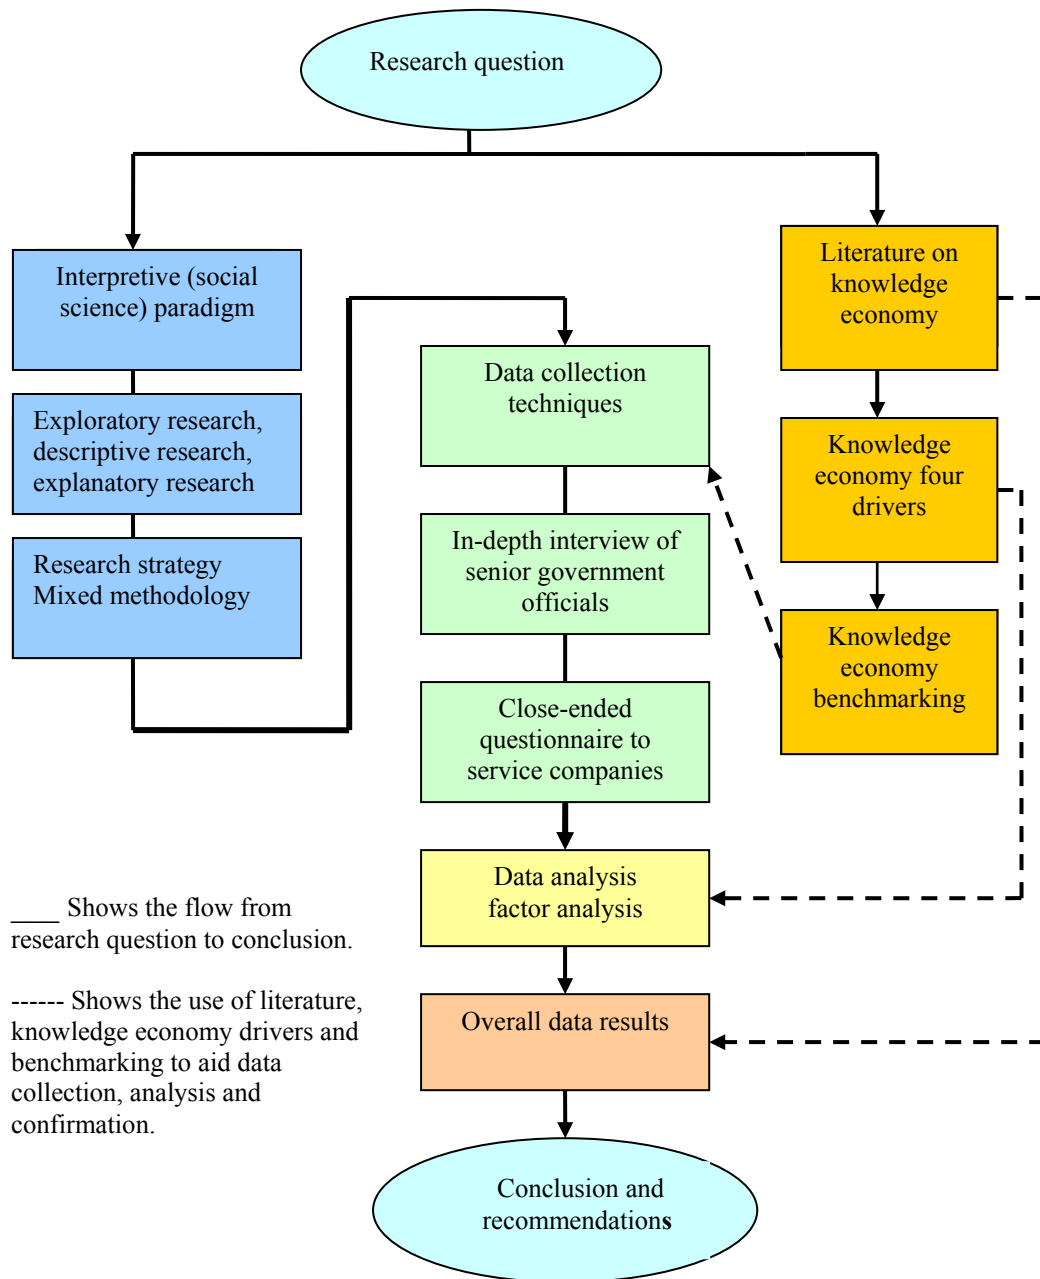 Research question
Interpretive (social
science) paradigm
Exploratory research,
descriptive research,
explanatory research
Research strategy
Mixed methodology
Data collection
techniques
In-depth interview of
senior government
officials
Close-ended
questionnaire to
service companies
Literature on
knowledge
economy
Knowledge
economy four
drivers
Knowledge
economy
benchmarking
Data analysis
factor analysis
Overall data results
Conclusion and
recommendations
____ Shows the flow from
research question to conclusion.
------ Shows the use of literature,
knowledge economy drivers and
benchmarking to aid data
collection, analysis and
confirmation.